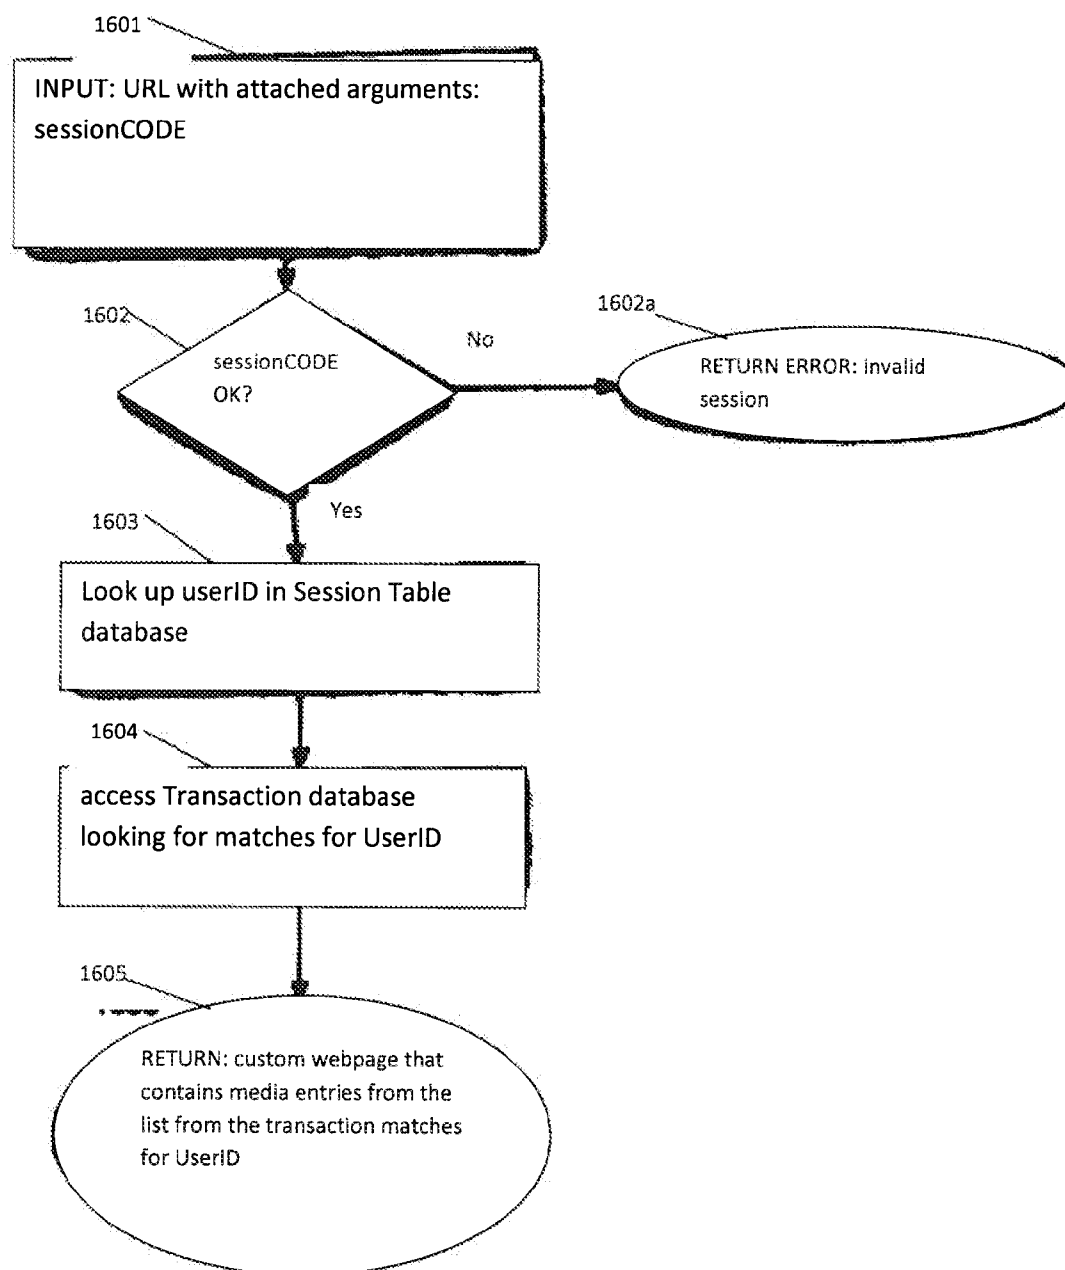 1601
INPUT: URL with attached arguments:
sessionCODE
1602
sessionCODE
OK?
No
1602a
RETURN ERROR: invalid
session
Yes
1603
Look up userID in Session Table
database
1604
access Transaction database
looking for matches for UserID
1605
RETURN: custom webpage that
contains media entries from the
list from the transaction matches
for UserID